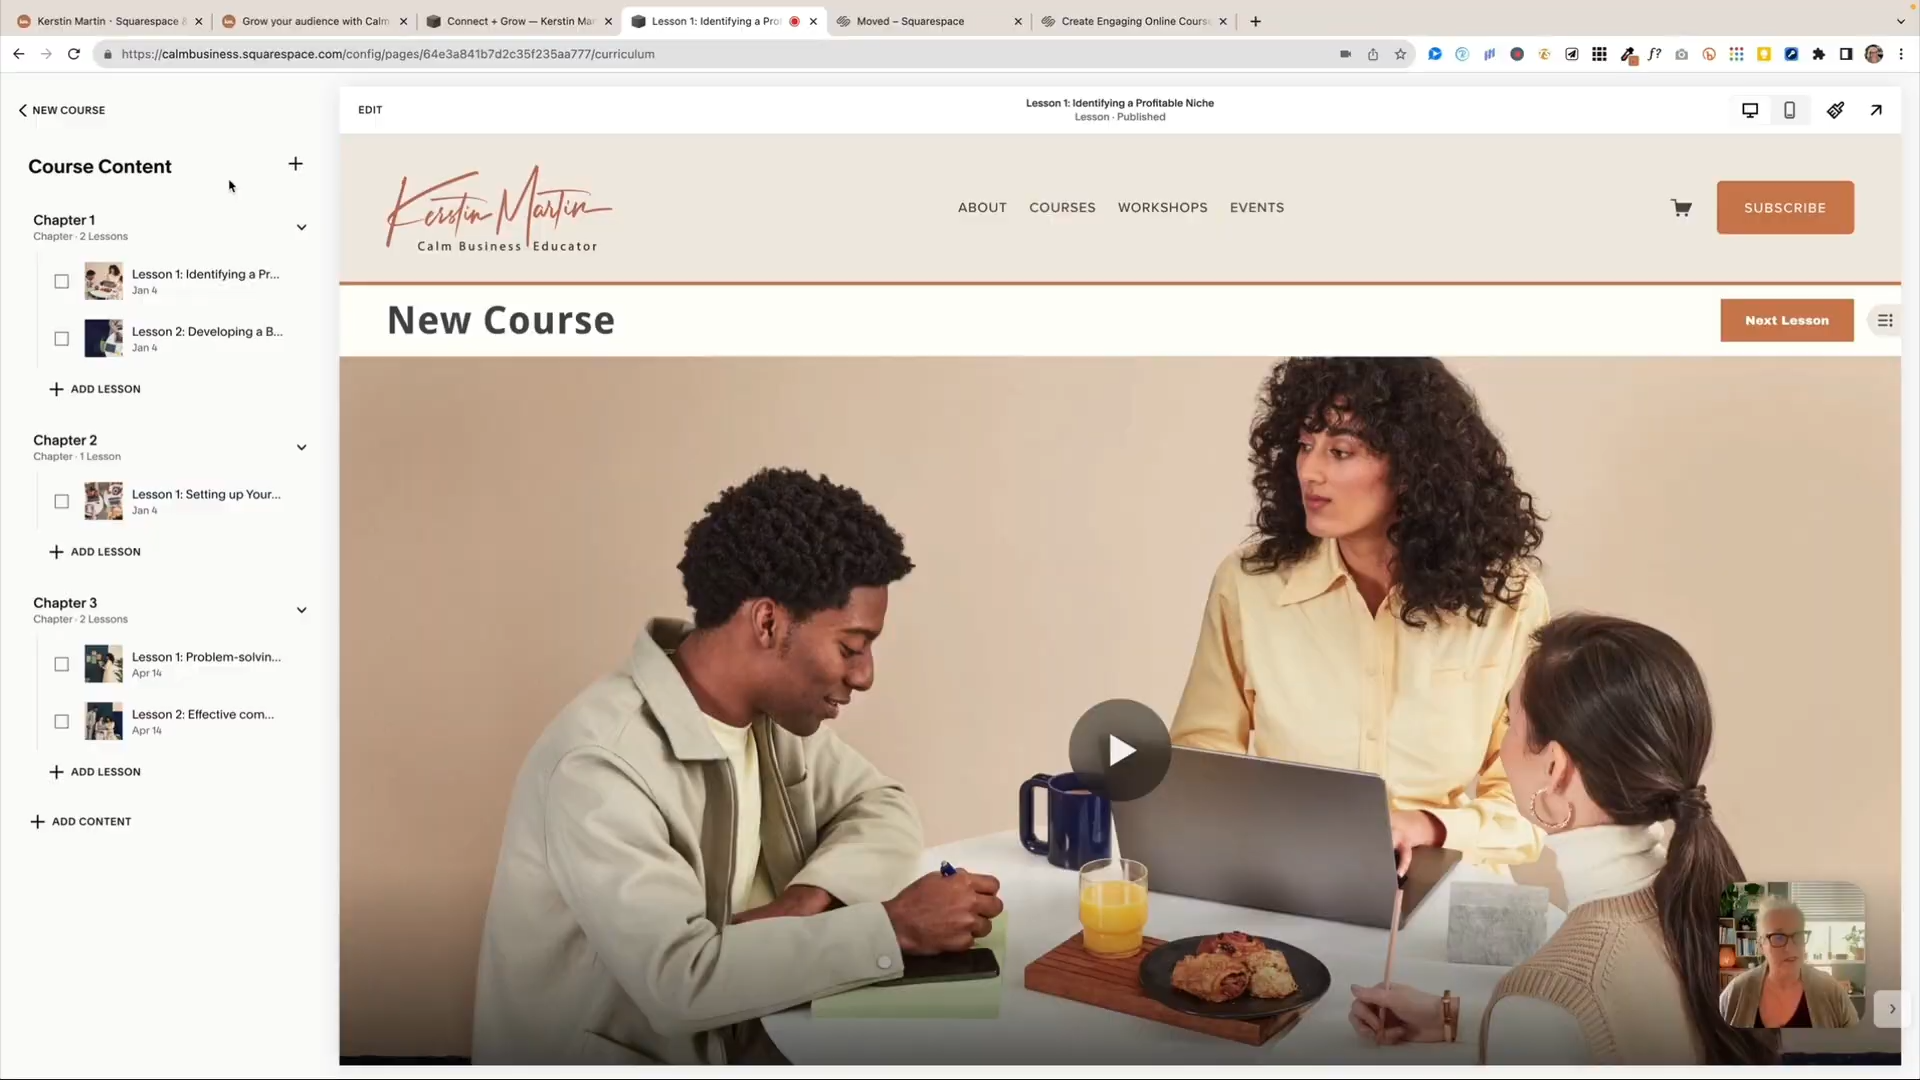 Kerstin Martin - Squarespace &
Grow your audience with Calm
Connect + Grow — Kerstin Mar
Lesson 1: Identifying a Pro
Moved – Squarespace
Create Engaging Online Course
https://calmbusiness.squarespace.com/config/pages/64e3a841b7d2c35f235aa777/curriculum
NEW COURSE
EDIT
Lesson 1: Identifying a Profitable Niche
Lesson · Published
Course Content
Chapter 1
Chapter · 2 Lessons
Lesson 1: Identifying a Pr...
Jan 4
Lesson 2: Developing a B...
Jan 4
ADD LESSON
Chapter 2
Chapter · 1 Lesson
Lesson 1: Setting up Your...
Jan 4
ADD LESSON
Chapter 3
Chapter · 2 Lessons
Lesson 1: Problem-solvin...
Apr 14
Lesson 2: Effective com...
Apr 14
ADD LESSON
ADD CONTENT
Kerstin Martin
Calm Business Educator
ABOUT COURSES WORKSHOPS EVENTS
SUBSCRIBE
New Course
Next Lesson